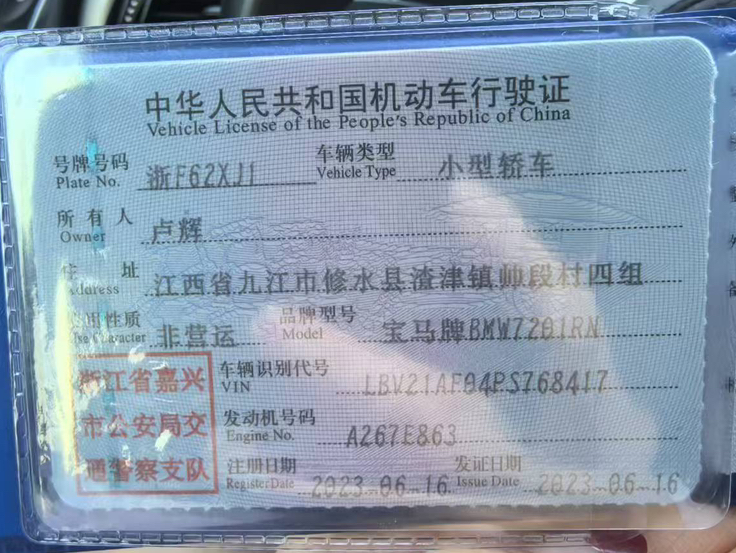 中华人民共和国机动车行驶证
Vehicle License of the People's Republic of China
号牌号码 浙F62XJ1 车辆类型 小型轿车
Plate No. Vehicle Type
所有人 卢辉
Owner
住址 江西省九江市修水县渣津镇帅段村四组
Address
使用性质 非营运 品牌型号 宝马牌BMW7201RN
Use Character Model
浙江省嘉兴
市公安局交
通警察支队
车辆识别代号 LBV21AF04PS768417
VIN
发动机号码 A267E863
Engine No.
注册日期 2023-06-16 发证日期 2023-06-16
Register Date Issue Date